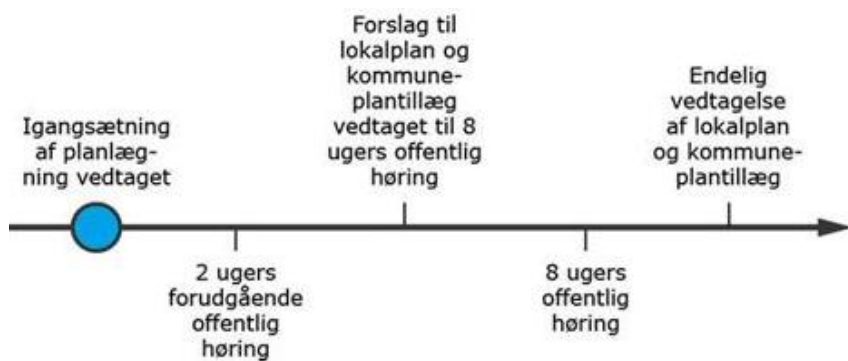 Igangsætning
af planlæg-
ning vedtaget
2 ugers
forudgående
offentlig
høring
Forslag til
lokalplan og
kommune-
plantillæg
vedtaget til 8
ugers offentlig
høring
8 ugers
offentlig
høring
Endelig
vedtagelse
af lokalplan
og kommune-
plantillæg